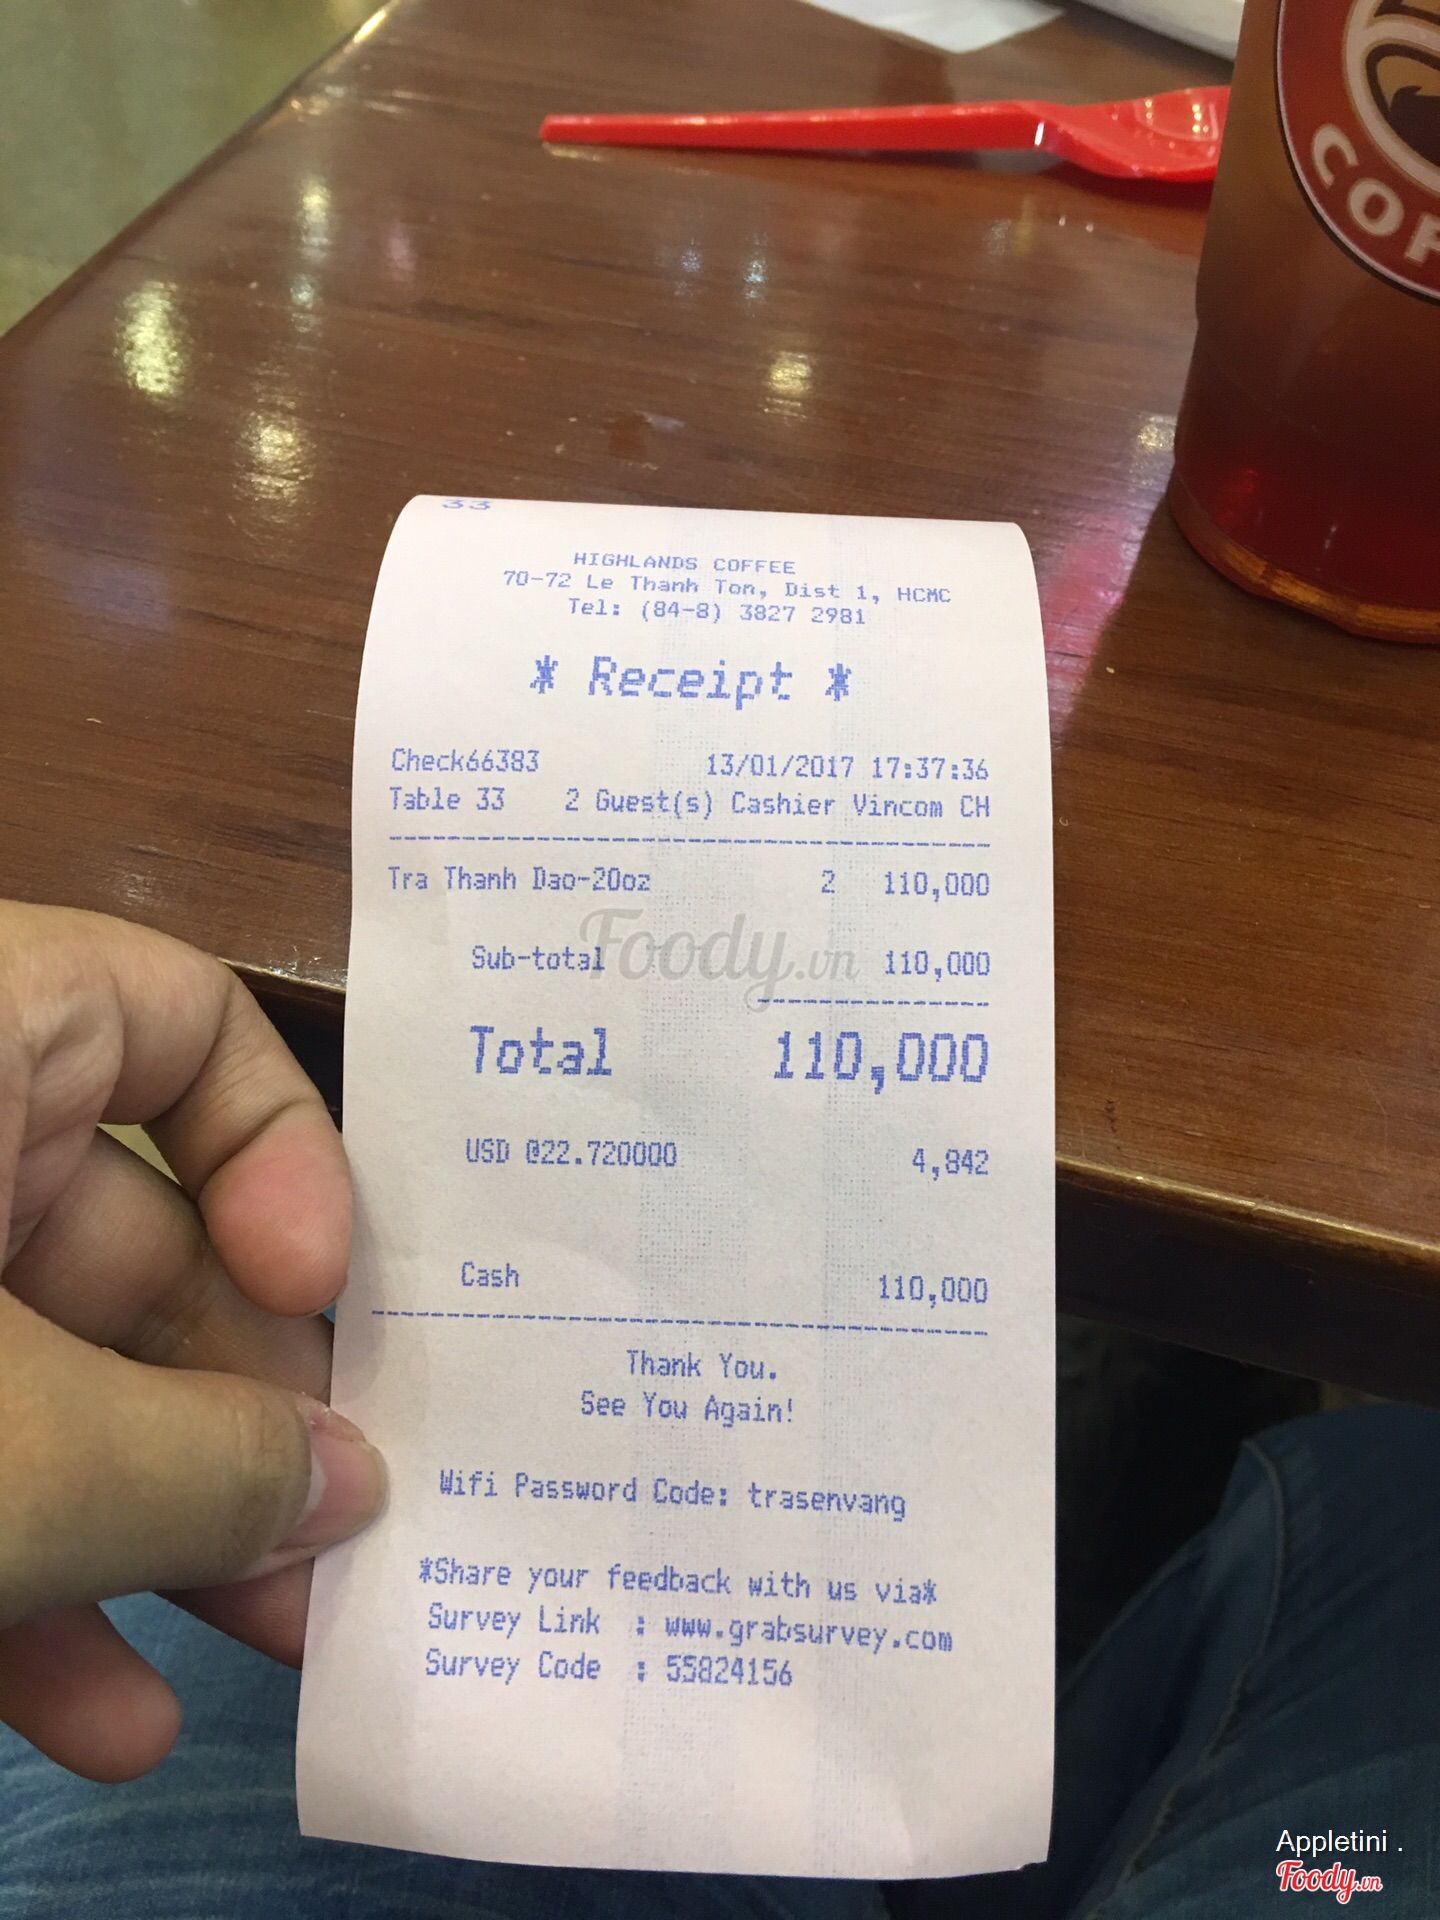 COF
33
HIGHLANDS COFFEE
70-72 Le Thanh Ton, Dist 1, HCMC
Tel: (84-8) 3827 2981
* Receipt *
Check66383 13/01/2017 17:37:36
Table 33 2 Guest(s) Cashier Vincom CH
Tra Thanh Dao-20oz 2 110,000
Sub-total 110,000
Foody.vn
Total 110,000
USD @22.720000 4,842
Cash 110,000
Thank You.
See You Again!
Wifi Password Code: trasenvang
*Share your feedback with us via*
Survey Link : www.grabsurvey.com
Survey Code : 55824156
Appletini .
Foody.vn